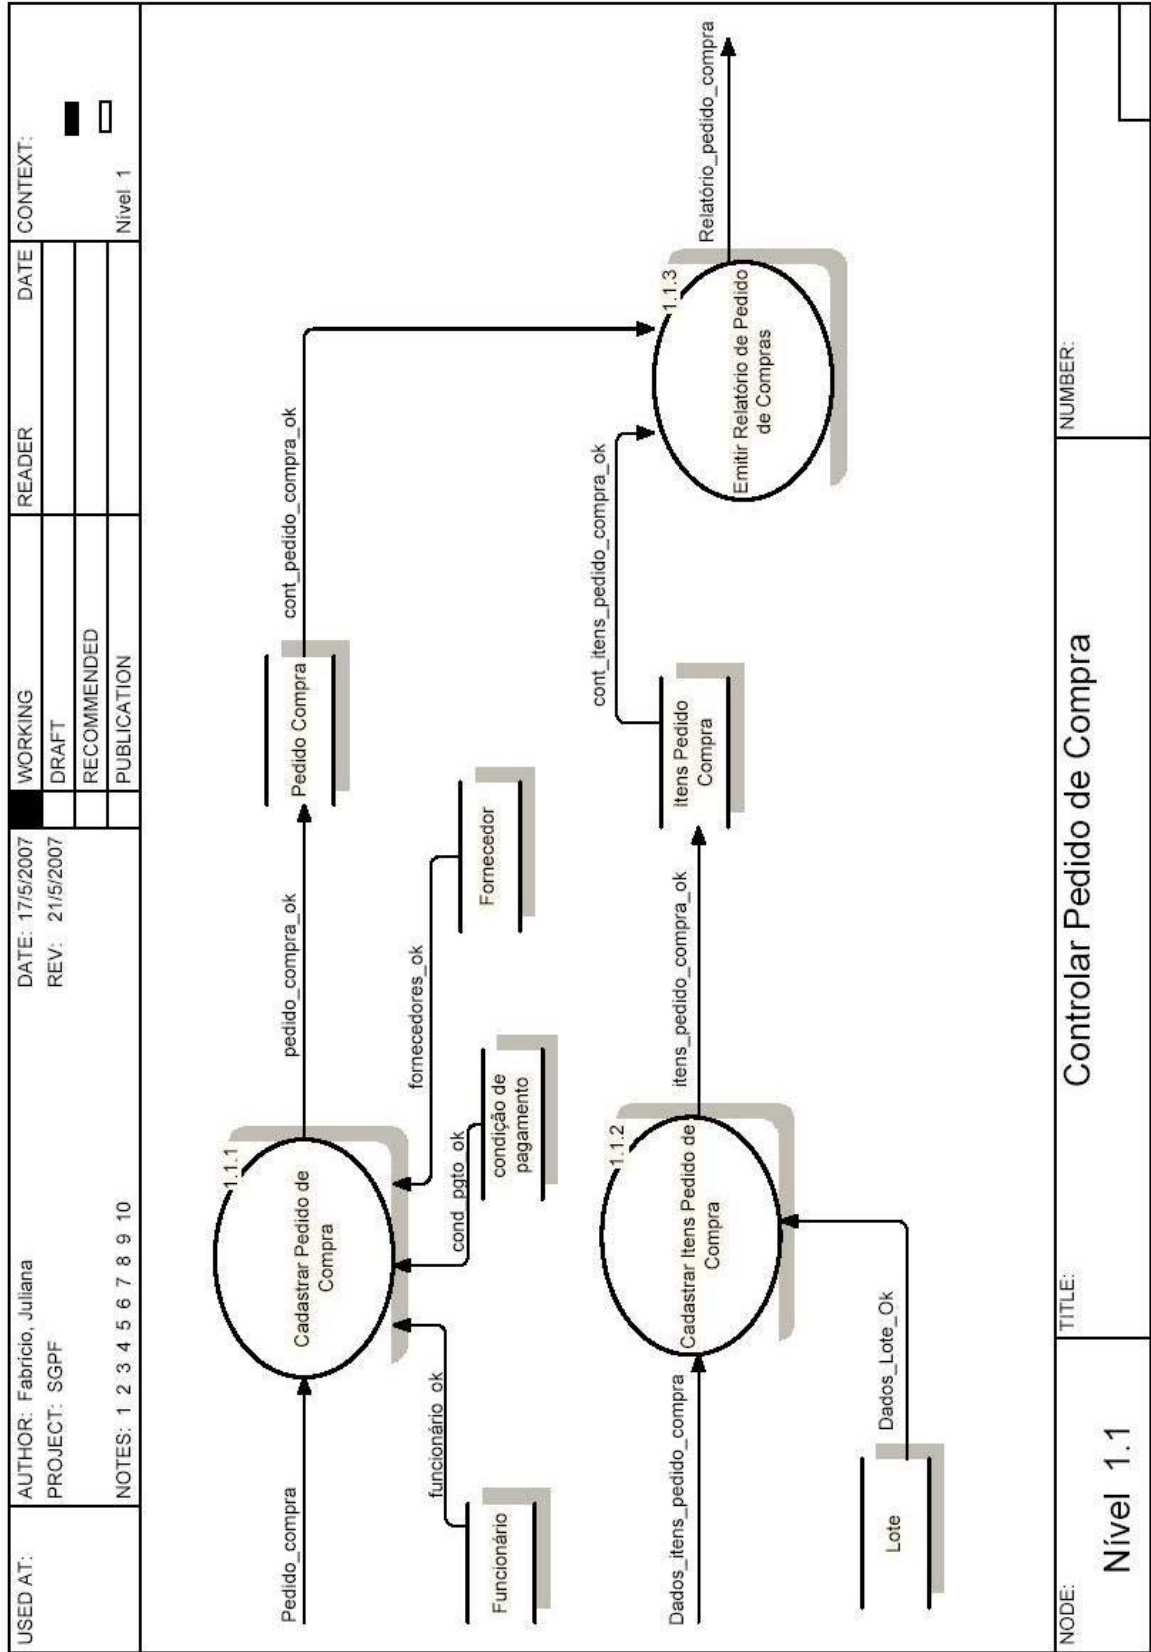 USED AT:
AUTHOR: Fabricio, Juliana
DATE: 17/5/2007
PROJECT: SGPF
REV: 21/5/2007
NOTES: 1 2 3 4 5 6 7 8 9 10
WORKING
DRAFT
RECOMMENDED
PUBLICATION
READER
DATE
CONTEXT:
Nível 1
Pedido_compra
1.1.1
Cadastrar Pedido de
Compra
pedido_compra_ok
Pedido Compra
cont_pedido_compra_ok
funcionário_ok
Funcionário
cond_pgto_ok
condição de
pagamento
fornecedores_ok
Fornecedor
Dados_itens_pedido_compra
1.1.2
Cadastrar Itens Pedido de
Compra
itens_pedido_compra_ok
itens Pedido
Compra
cont_itens_pedido_compra_ok
1.1.3
Emitir Relatório de Pedido
de Compras
Relatório_pedido_compra
Dados_Lote_Ok
Lote
NODE:
Nível 1.1
TITLE:
Controlar Pedido de Compra
NUMBER: